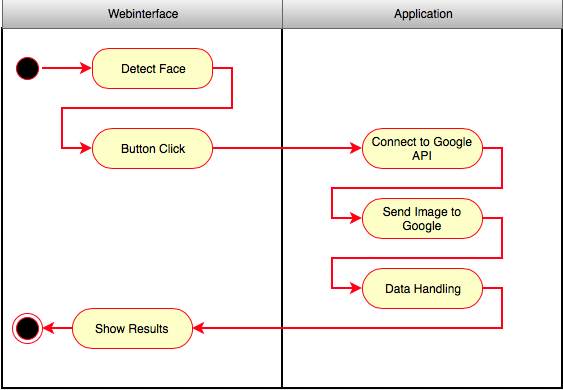 Webinterface
Application
Detect Face
Button Click
Connect to Google
API
Send Image to
Google
Data Handling
Show Results